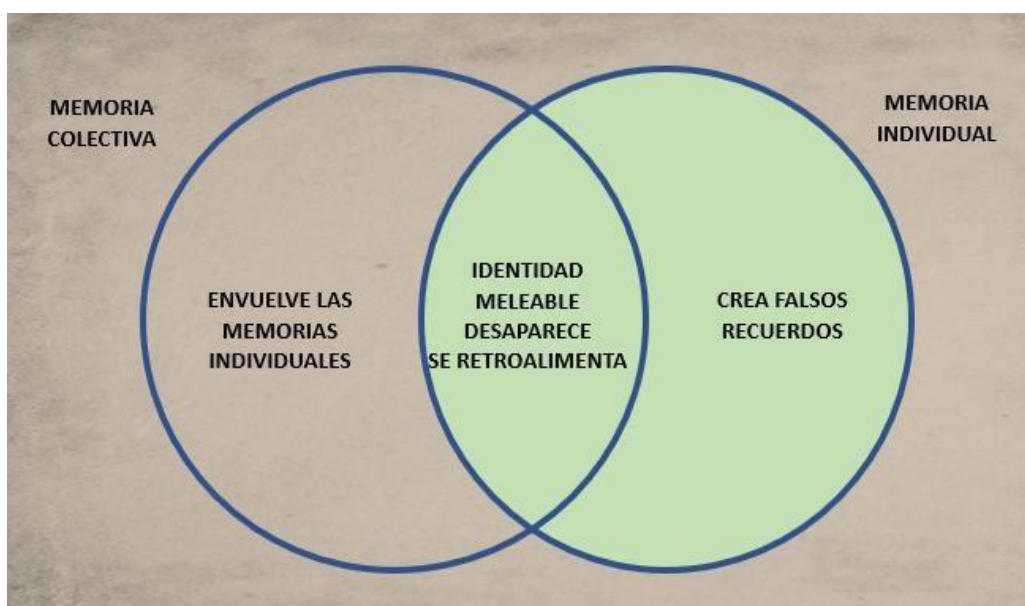 MEMORIA
COLECTIVA
MEMORIA
INDIVIDUAL
ENVUELVE LAS
MEMORIAS
INDIVIDUALES
IDENTIDAD
MELEABLE
DESAPARECE
SE RETROALIMENTA
CREA FALSOS
RECUERDOS